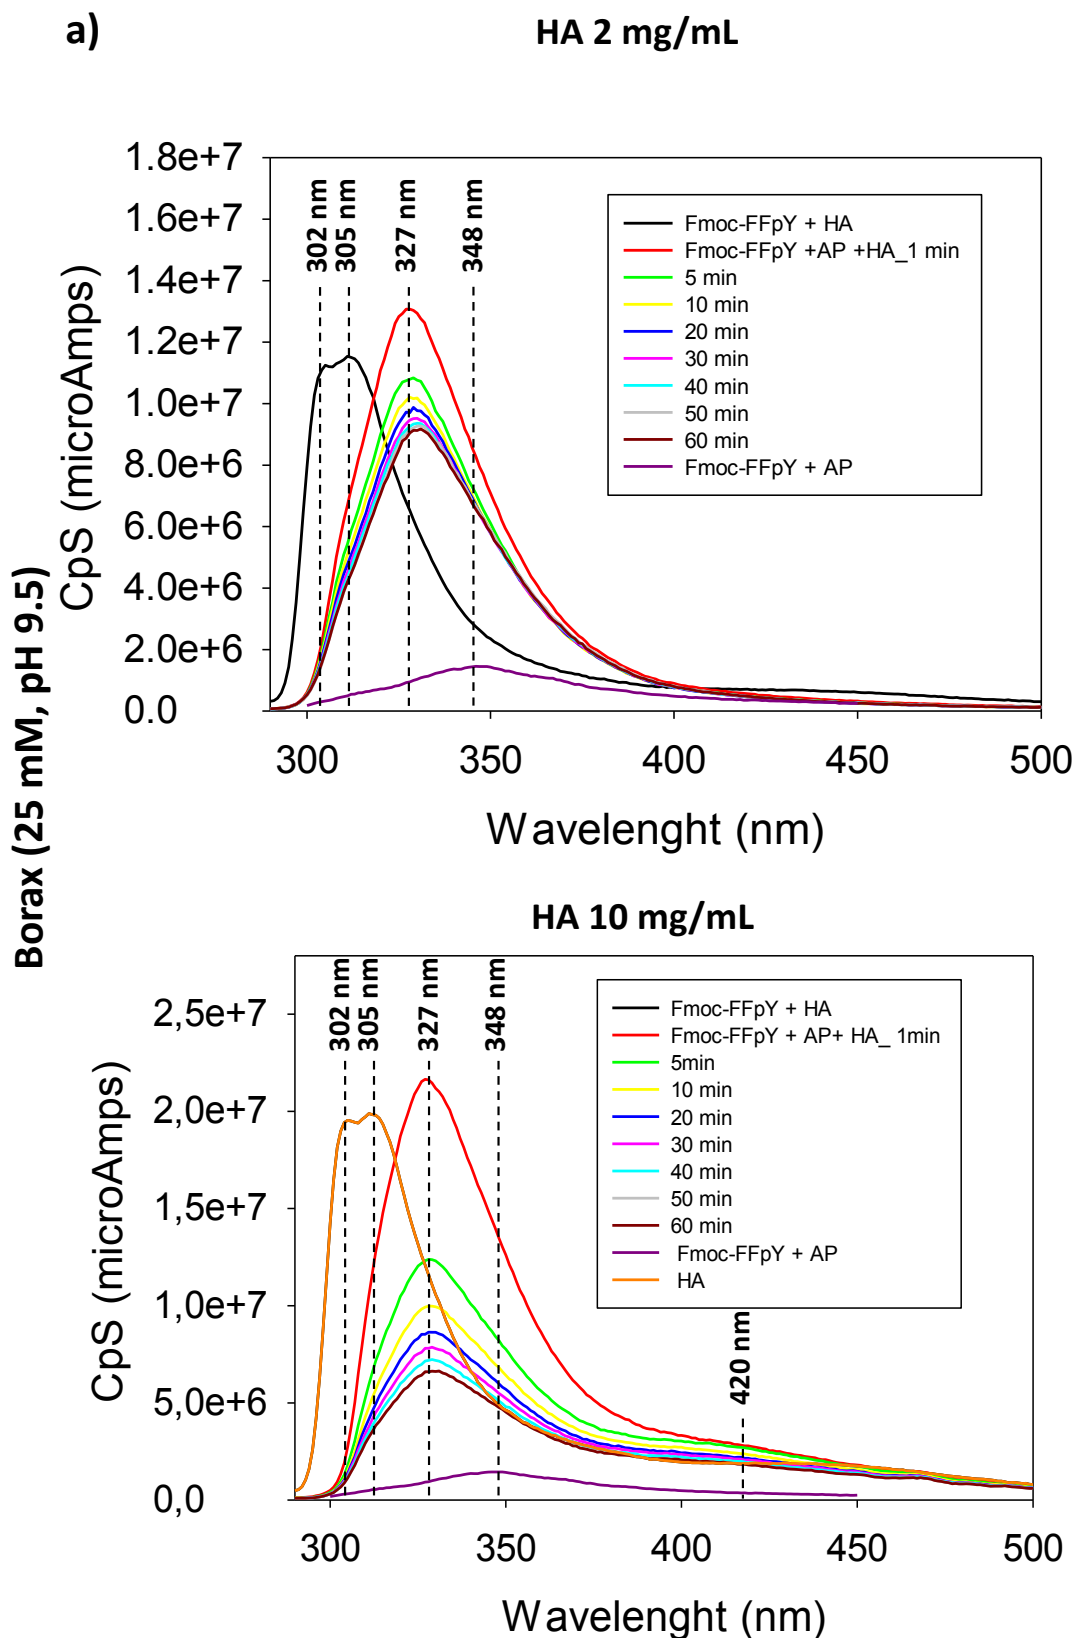 a)
HA 2 mg/mL
Borax (25 mM, pH 9.5)
CpS (microAmps)
1.8e+7
1.6e+7
1.4e+7
1.2e+7
1.0e+7
8.0e+6
6.0e+6
4.0e+6
2.0e+6
0.0
302 nm
305 nm
327 nm
348 nm
Fmoc-FFpY + HA
Fmoc-FFpY +AP +HA_1 min
5 min
10 min
20 min
30 min
40 min
50 min
60 min
Fmoc-FFpY + AP
300 350 400 450 500
Wavelenght (nm)
HA 10 mg/mL
CpS (microAmps)
2,5e+7
2,0e+7
1,5e+7
1,0e+7
5,0e+6
0,0
302 nm
305 nm
327 nm
348 nm
420 nm
Fmoc-FFpY + HA
Fmoc-FFpY + AP+ HA_ 1min
5min
10 min
20 min
30 min
40 min
50 min
60 min
Fmoc-FFpY + AP
HA
300 350 400 450 500
Wavelenght (nm)